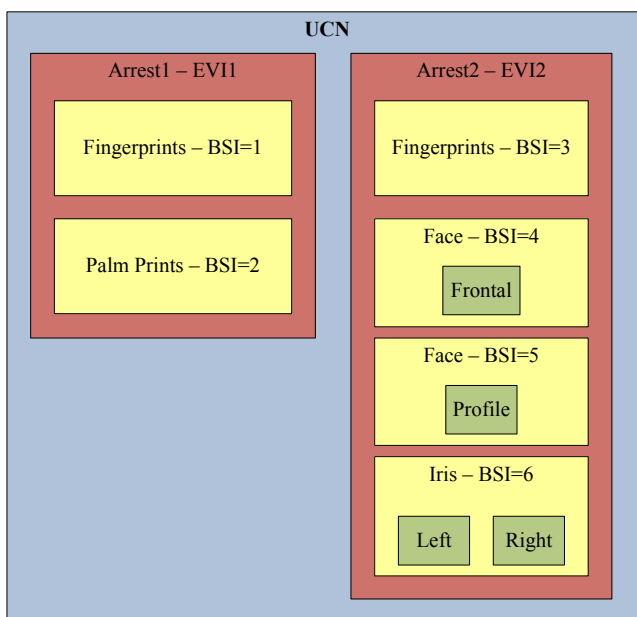 UCN
Arrest1 – EVI1
Fingerprints – BSI=1
Palm Prints – BSI=2
Arrest2 – EVI2
Fingerprints – BSI=3
Face – BSI=4
Frontal
Face – BSI=5
Profile
Iris – BSI=6
Left
Right